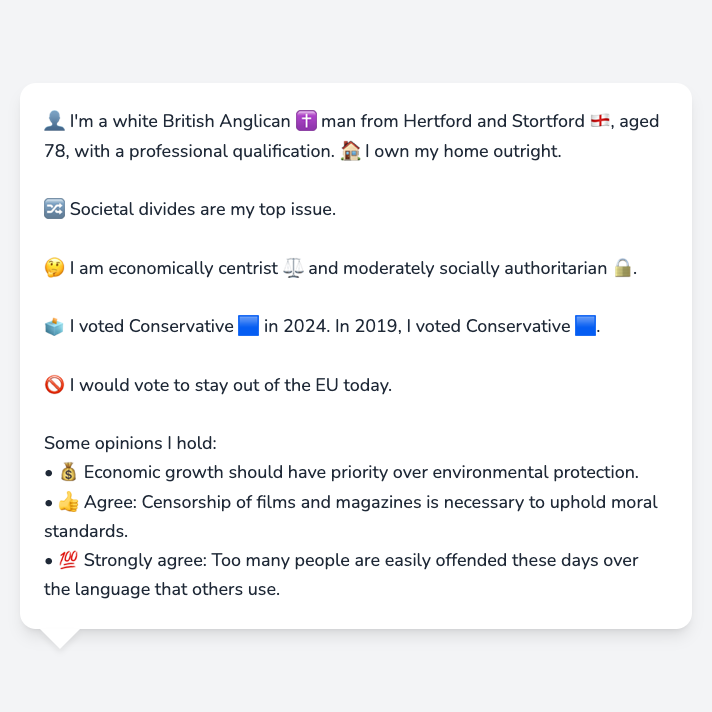 👤 I'm a white British Anglican ✝️ man from Hertford and Stortford 🏴󠁧󠁢󠁥󠁮󠁧󠁿, aged
78, with a professional qualification. 🏠 I own my home outright.
🔀 Societal divides are my top issue.
🤔 I am economically centrist ⚖️ and moderately socially authoritarian 🔒.
🗳️ I voted Conservative 🟦 in 2024. In 2019, I voted Conservative 🟦.
🚫 I would vote to stay out of the EU today.
Some opinions I hold:
• 💰 Economic growth should have priority over environmental protection.
• 👍 Agree: Censorship of films and magazines is necessary to uphold moral
standards.
• 💯 Strongly agree: Too many people are easily offended these days over
the language that others use.